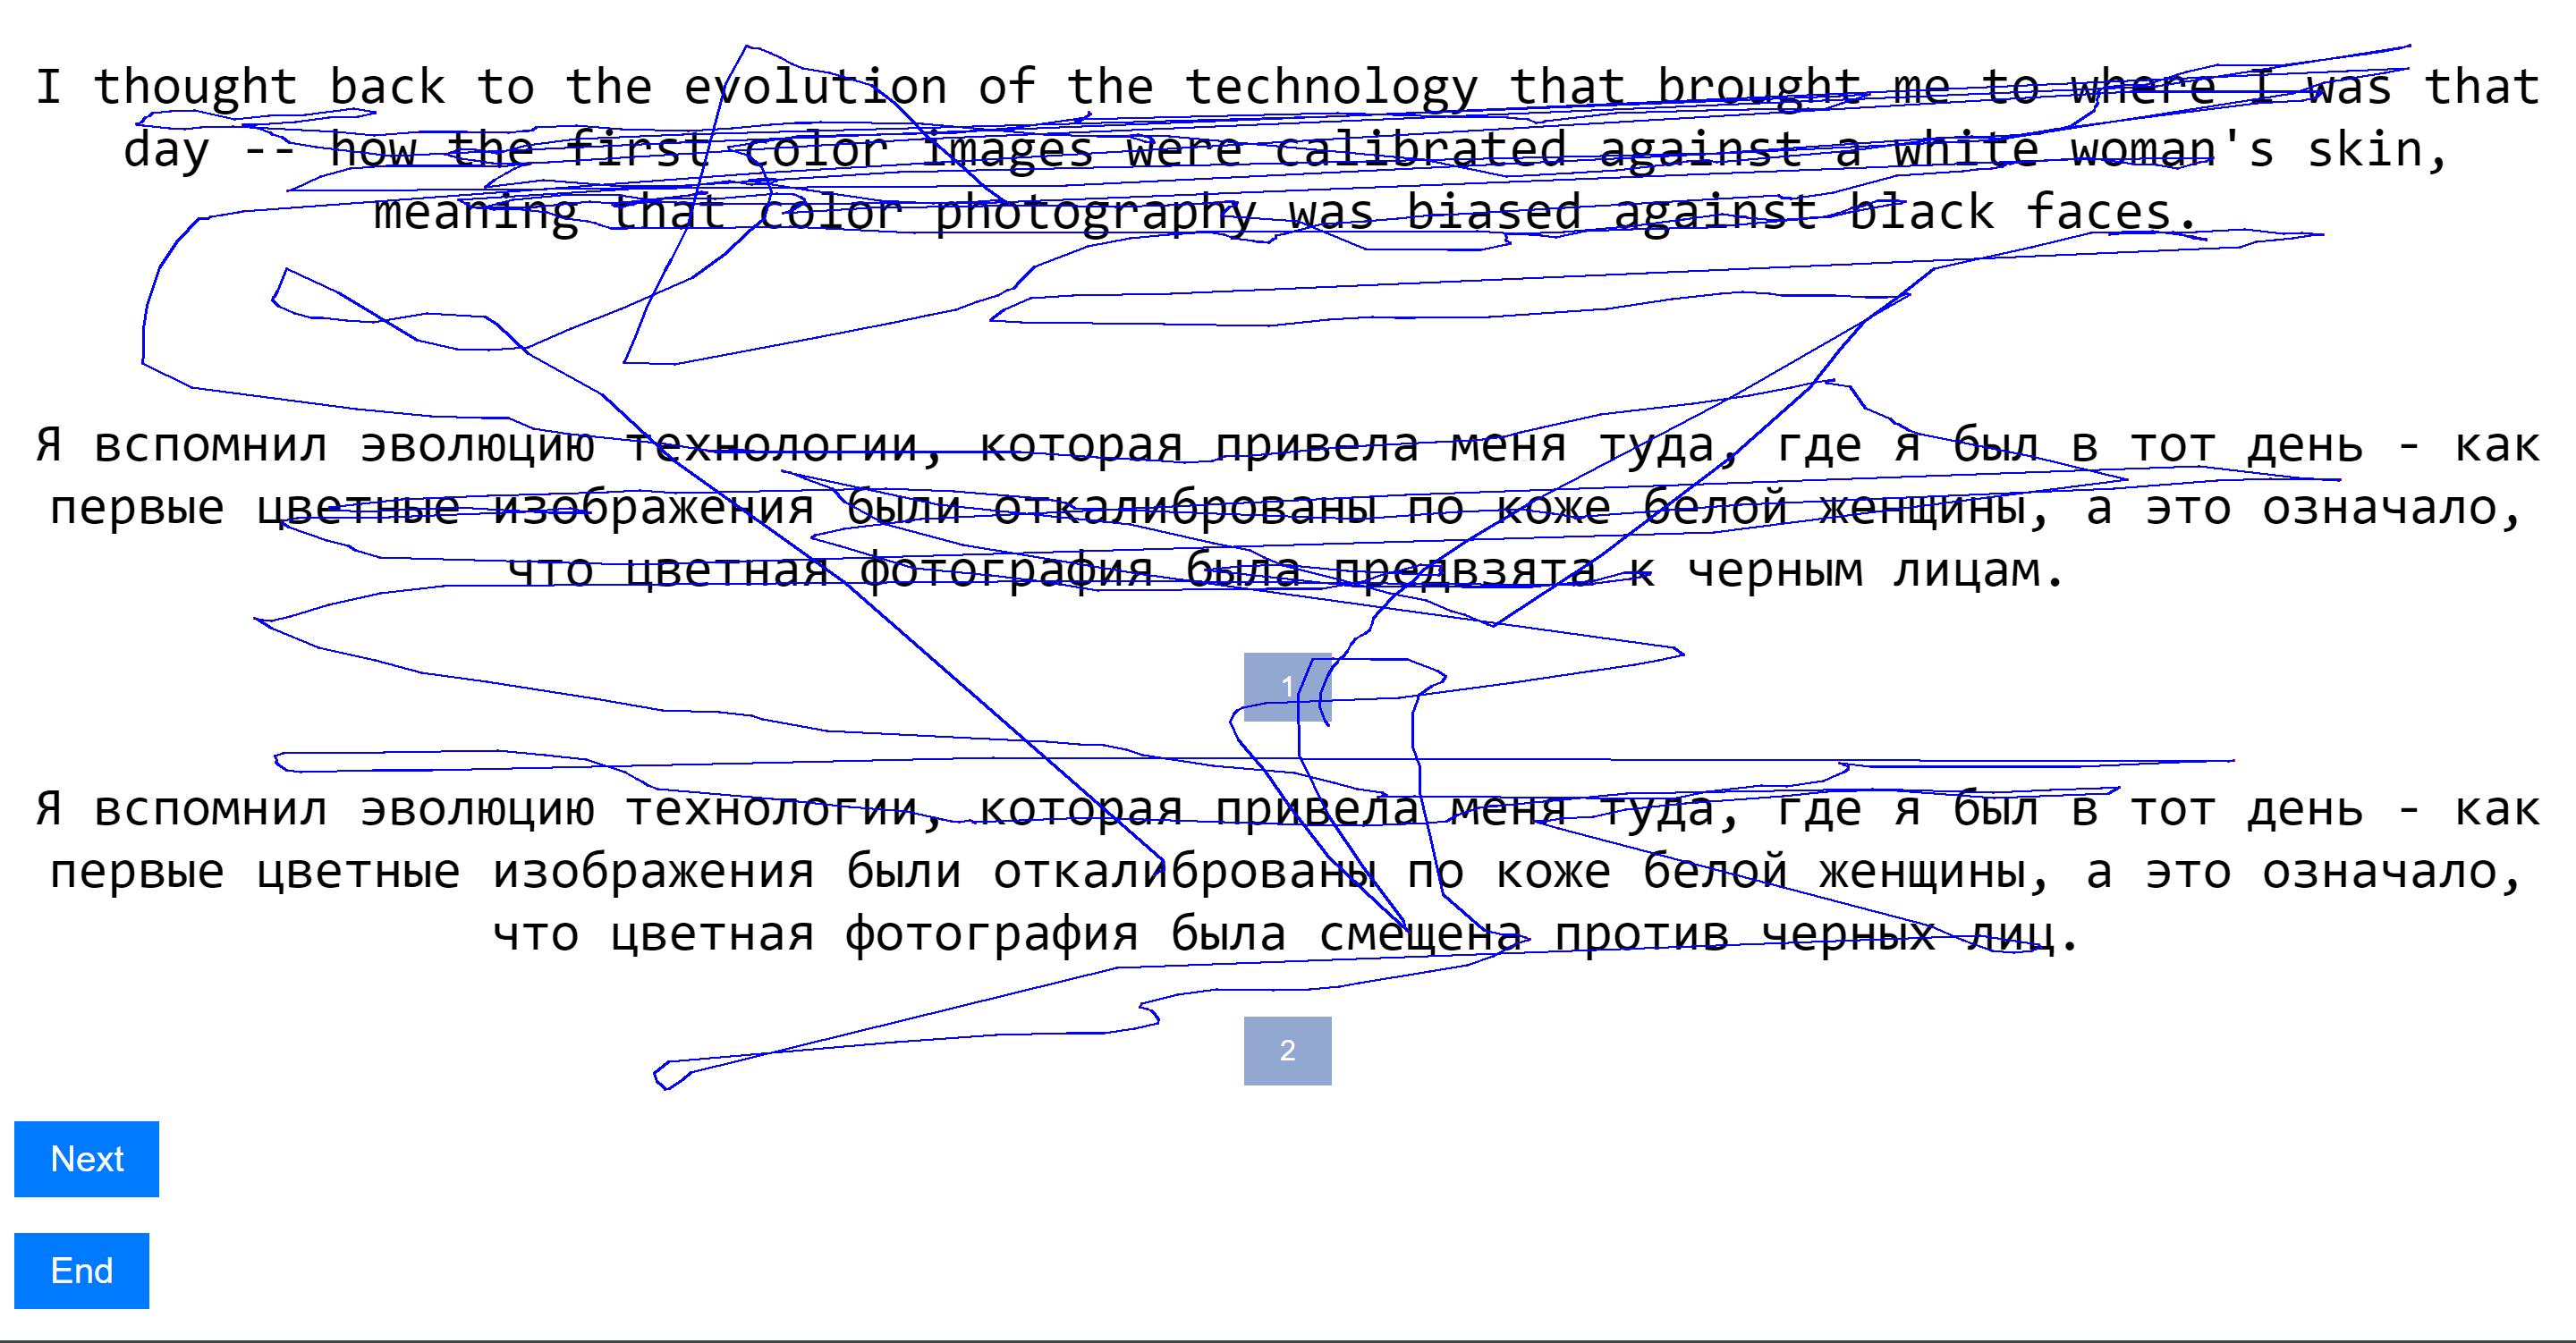 I thought back to the evolution of the technology that brought me to where I was that
day -- how the first color images were calibrated against a white woman's skin,
meaning that color photography was biased against black faces.
Я вспомнил эволюцию технологии, которая привела меня туда, где я был в тот день - как
первые цветные изображения были откалиброваны по коже белой женщины, а это означало,
что цветная фотография была предвзята к черным лицам.
1
Я вспомнил эволюцию технологии, которая привела меня туда, где я был в тот день - как
первые цветные изображения были откалиброваны по коже белой женщины, а это означало,
что цветная фотография была смещена против черных лиц.
2
Next
End